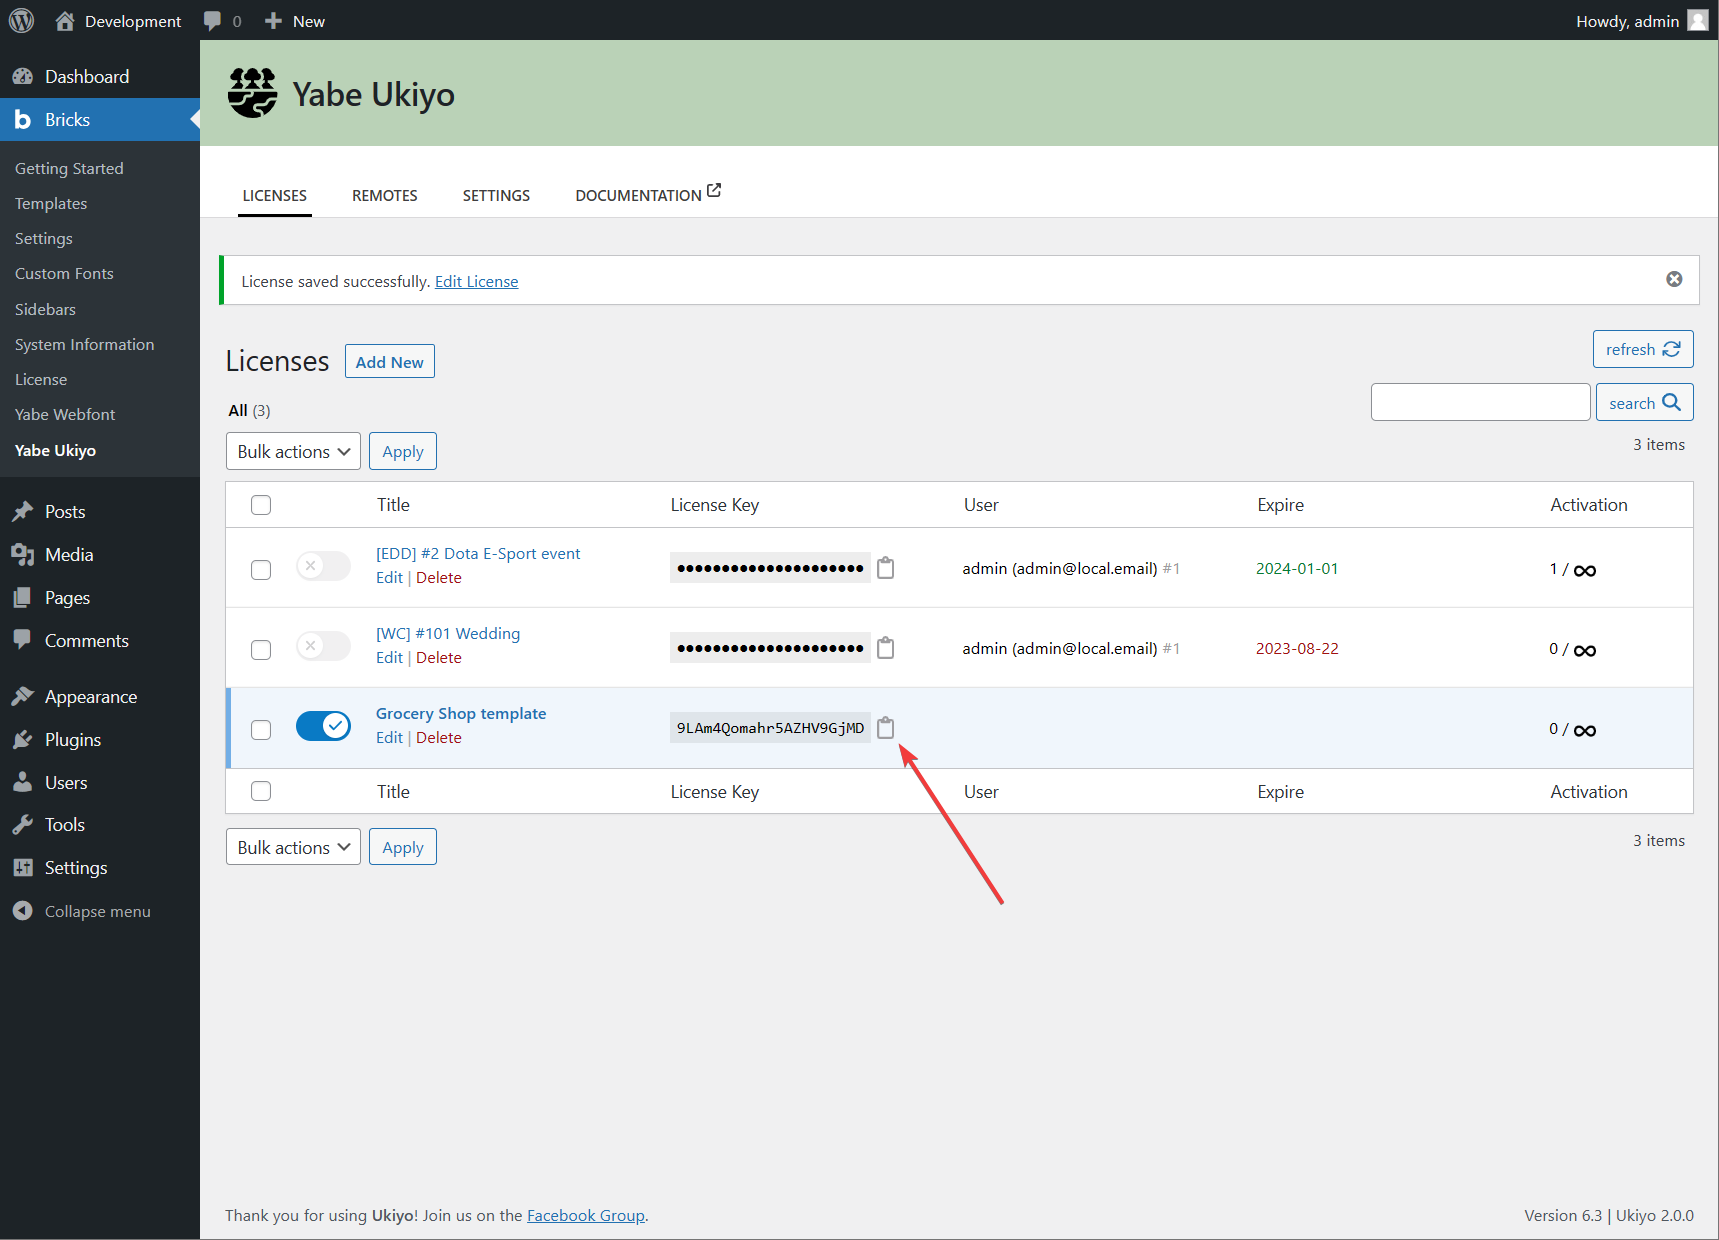 Development
0
New
Howdy, admin
Dashboard
Bricks
Getting Started
Templates
Settings
Custom Fonts
Sidebars
System Information
License
Yabe Webfont
Yabe Ukiyo
Posts
Media
Pages
Comments
Appearance
Plugins
Users
Tools
Settings
Collapse menu
Yabe Ukiyo
LICENSES REMOTES SETTINGS DOCUMENTATION
License saved successfully. Edit License
Licenses Add New
refresh
All (3)
search
Bulk actions Apply
3 items
Title License Key User Expire Activation
[EDD] #2 Dota E-Sport event
Edit | Delete
●●●●●●●●●●●●●●●●●●●●● admin (admin@local.email) #1 2024-01-01 1 / ∞
[WC] #101 Wedding
Edit | Delete
●●●●●●●●●●●●●●●●●●●●● admin (admin@local.email) #1 2023-08-22 0 / ∞
Grocery Shop template
Edit | Delete
9LAm4Qomahr5AZHV9GjMD 0 / ∞
Title License Key User Expire Activation
Bulk actions Apply
3 items
Thank you for using Ukiyo! Join us on the Facebook Group.
Version 6.3 | Ukiyo 2.0.0